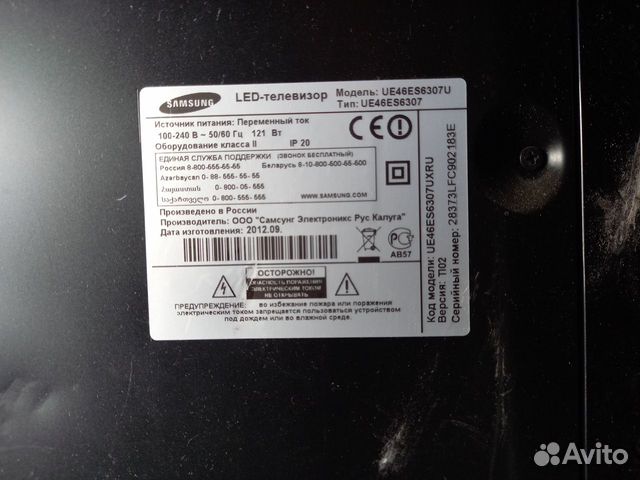 SAMSUNG
LED-телевизор
Модель: UE46ES6307U
Тип: UE46ES6307
Источник питания: Переменный ток
100-240 В ~ 50/60 Гц 121 Вт
Оборудование класса II IP 20
ЕДИНАЯ СЛУЖБА ПОДДЕРЖКИ (ЗВОНОК БЕСПЛАТНЫЙ)
Россия 8-800-555-55-55 Беларусь 8-10-800-500-55-500
Azərbaycan 0-88-555-55-55
Հայաստան 0-800-05-555
საქართველო 0-800-555-555
WWW.SAMSUNG.COM
Произведено в России
Производитель: ООО "Самсунг Электроникс Рус Калуга"
Дата изготовления: 2012.09.
CE
АВ57
ОСТОРОЖНО!
ОПАСНОСТЬ ПОРАЖЕНИЯ
ЭЛЕКТРИЧЕСКИМ ТОКОМ
НЕ ОТКРЫВАТЬ
ПРЕДУПРЕЖДЕНИЕ: во избежание пожара или поражения
электрическим током запрещается пользоваться устройством
под дождем или во влажной среде.
Код модели: UE46ES6307UXRU
Версия: TI02
Серийный номер: 28373LFC902183E
Avito